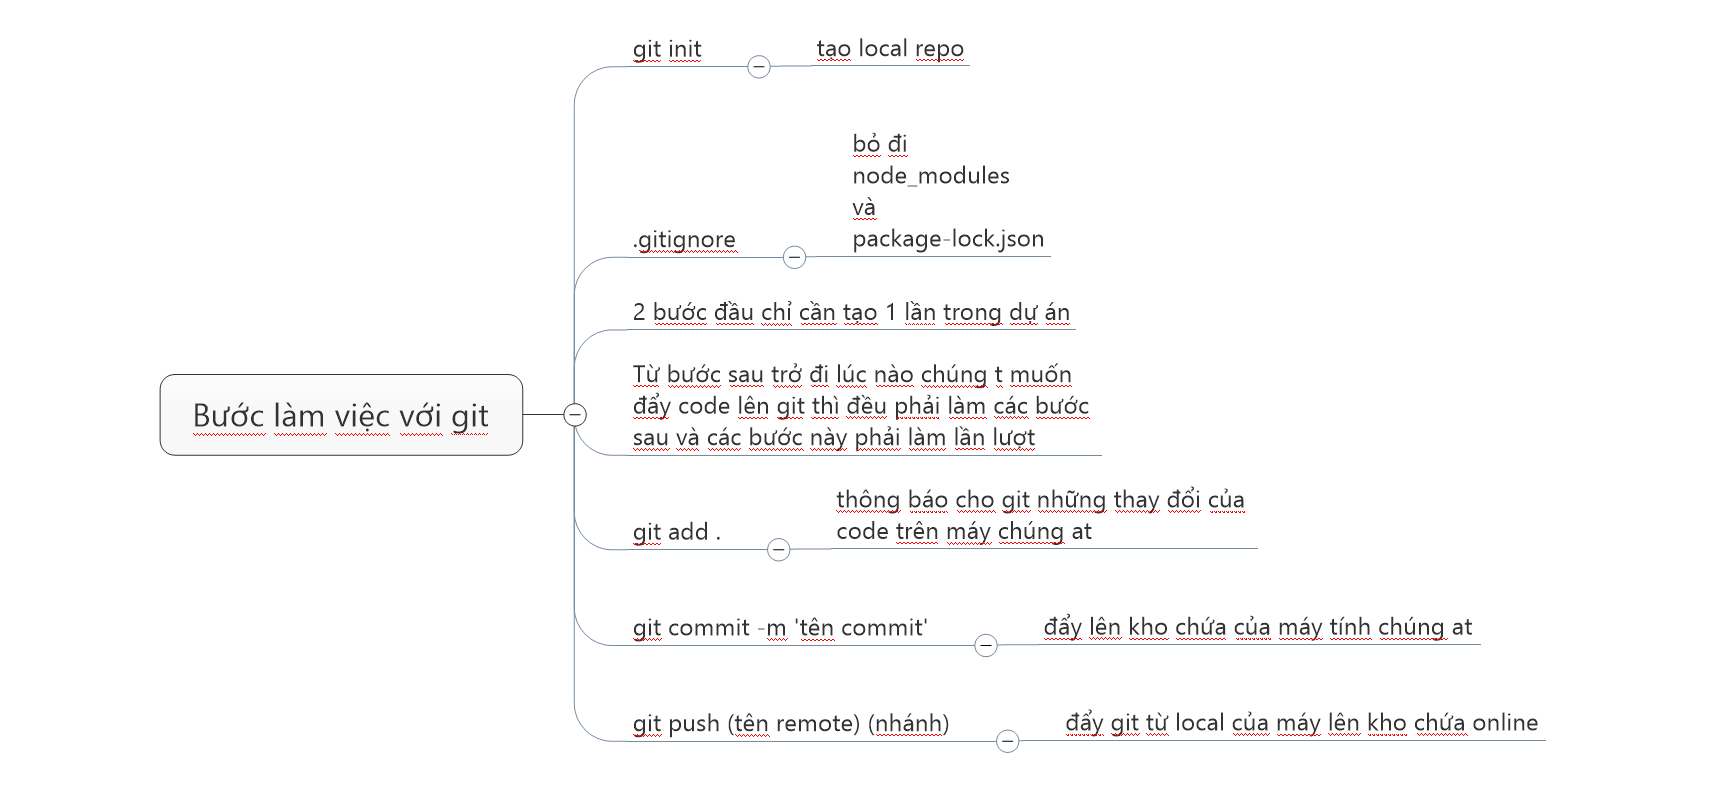 git init
tạo local repo
bỏ đi
node_modules
và
package-lock.json
.gitignore
2 bước đầu chỉ cần tạo 1 lần trong dự án
Từ bước sau trở đi lúc nào chúng t muốn
đẩy code lên git thì đều phải làm các bước
sau và các bước này phải làm lần lượt
Bước làm việc với git
thông báo cho git những thay đổi của
code trên máy chúng at
git add .
git commit -m 'tên commit'
đẩy lên kho chứa của máy tính chúng at
git push (tên remote) (nhánh)
đẩy git từ local của máy lên kho chứa online